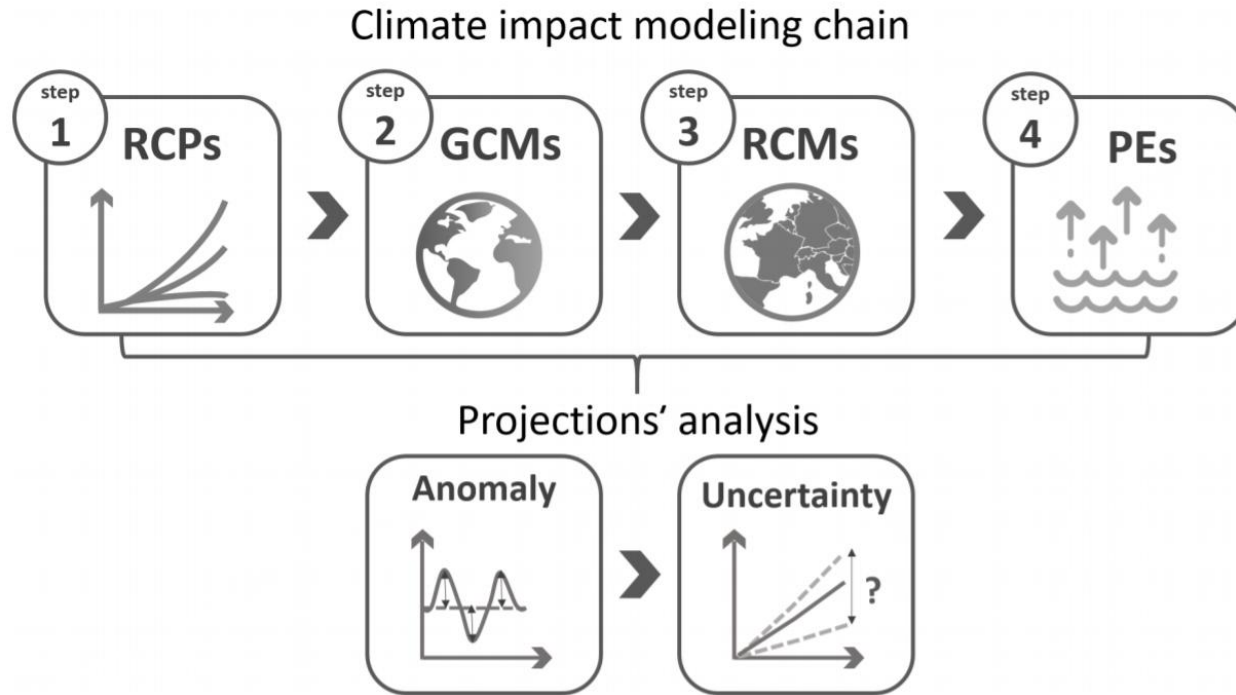 Climate impact modeling chain
step
1
RCPs
step
2
GCMs
step
3
RCMs
step
4
PEs
Projections‘ analysis
Anomaly
Uncertainty
?